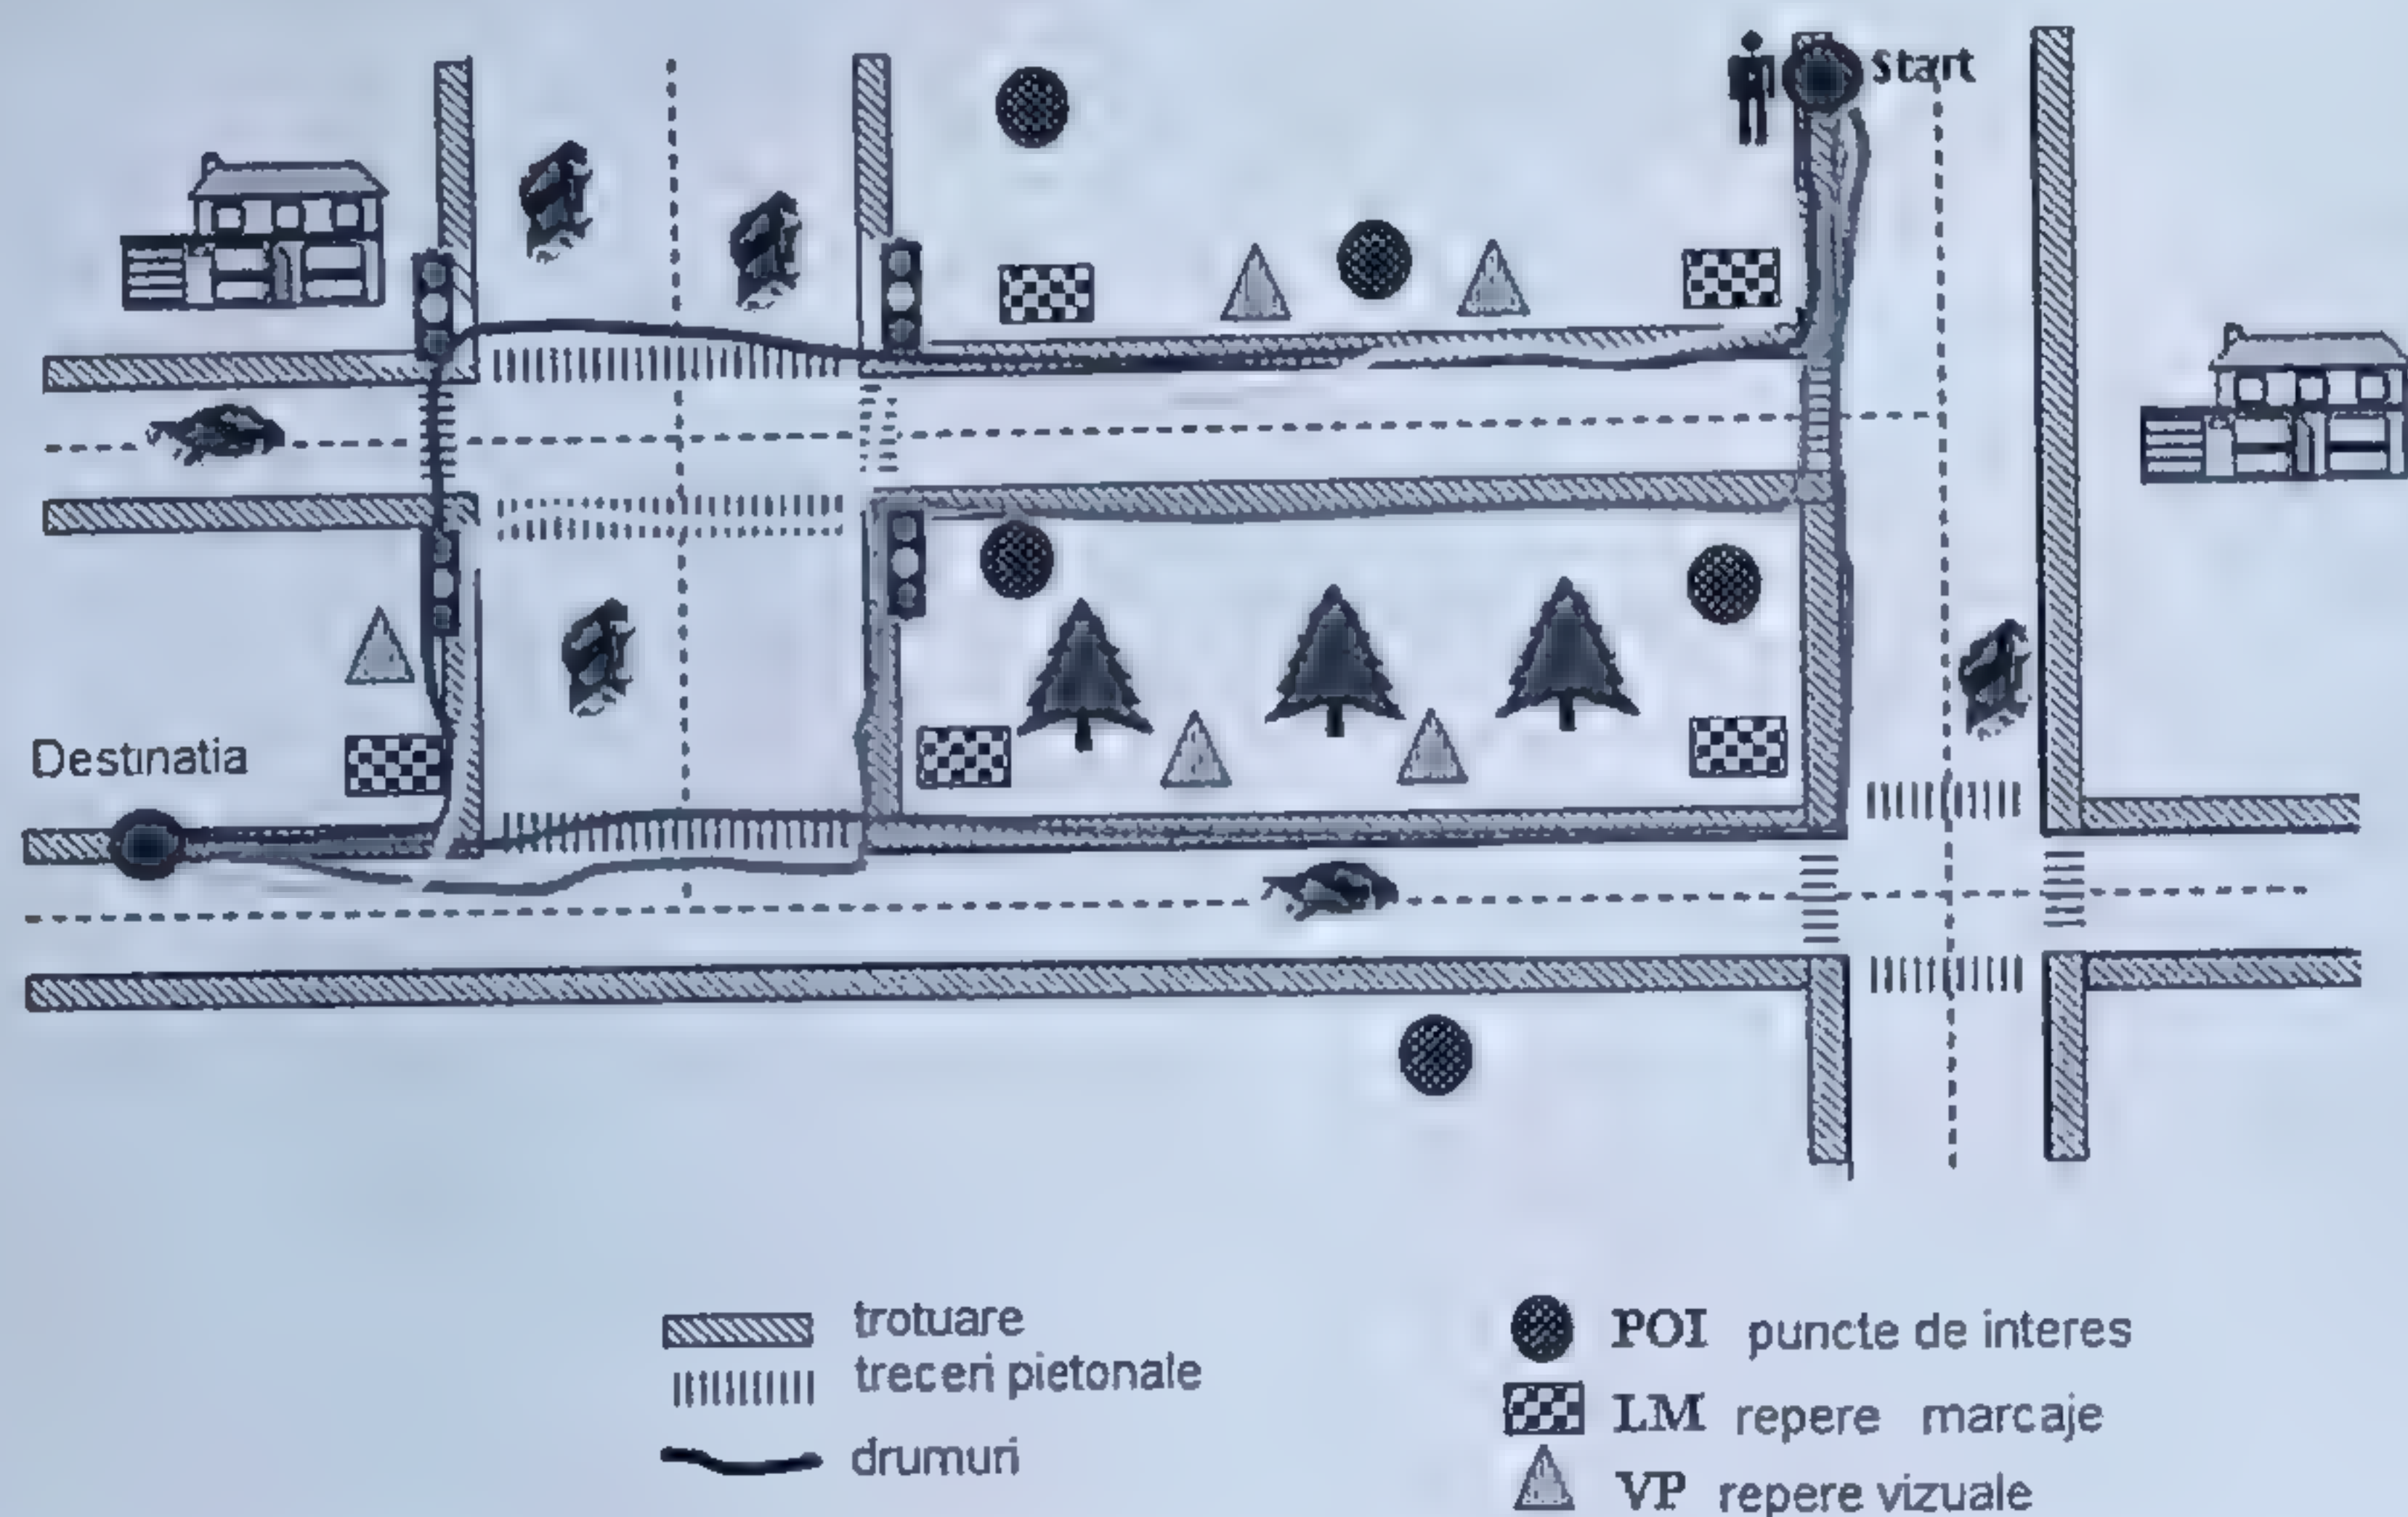 Start
Destinatia
trotuare
treceri pietonale
drumuri
POI puncte de interes
LM repere marcaje
VP repere vizuale